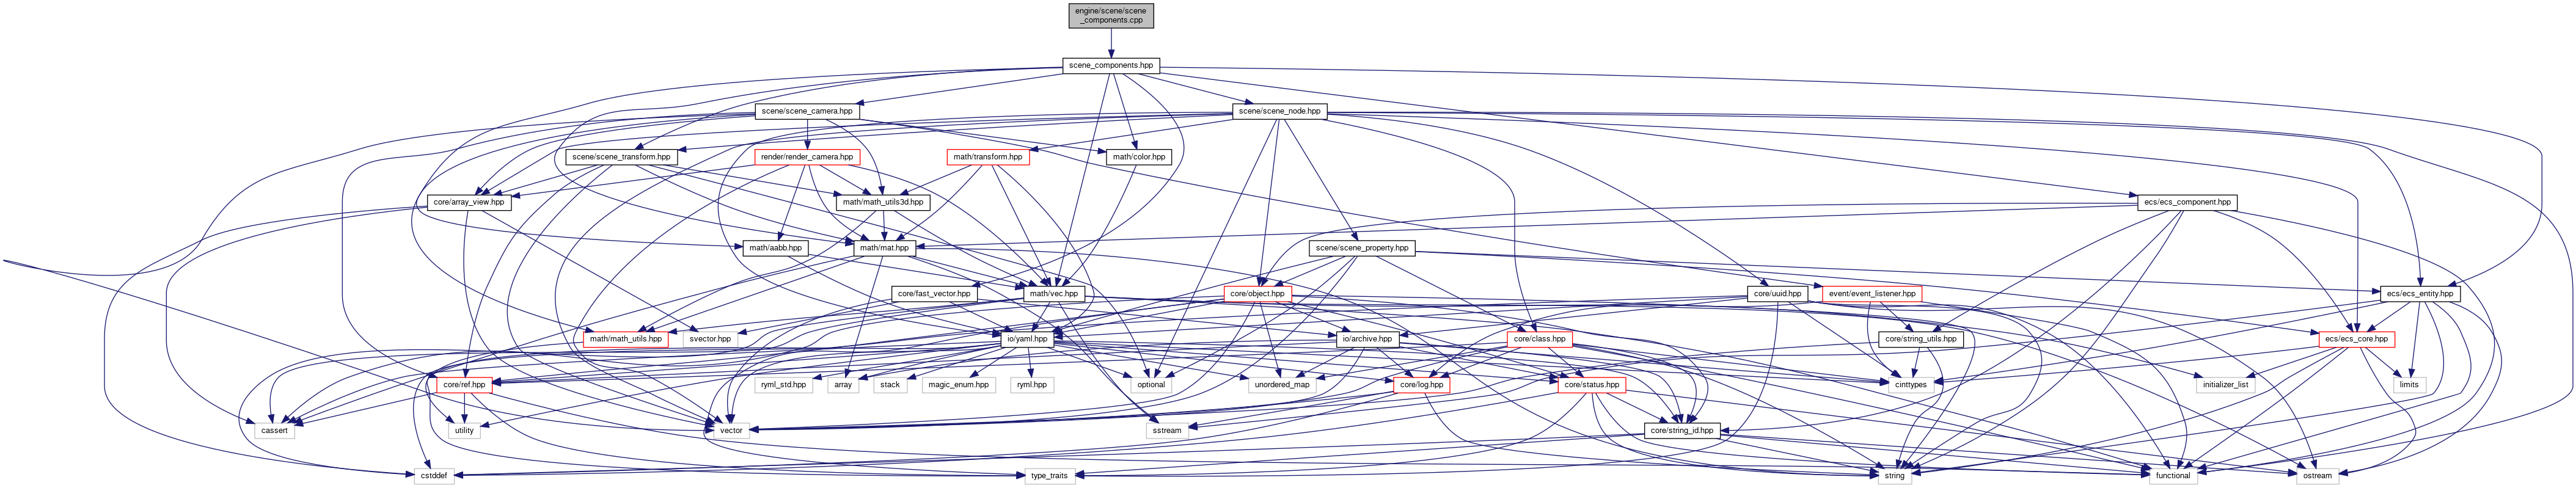 engine/scene/scene
_components.cpp
scene_components.hpp
scene/scene_camera.hpp
scene/scene_node.hpp
scene/scene_transform.hpp
render/render_camera.hpp
math/transform.hpp
math/color.hpp
core/array_view.hpp
math/math_utils3d.hpp
ecs/ecs_component.hpp
math/aabb.hpp
math/mat.hpp
scene/scene_property.hpp
core/fast_vector.hpp
math/vec.hpp
core/object.hpp
core/uuid.hpp
event/event_listener.hpp
ecs/ecs_entity.hpp
math/math_utils.hpp
svector.hpp
io/yaml.hpp
io/archive.hpp
core/class.hpp
core/string_utils.hpp
ecs/ecs_core.hpp
core/ref.hpp
ryml_std.hpp
array
stack
magic_enum.hpp
ryml.hpp
optional
unordered_map
core/log.hpp
core/status.hpp
cinttypes
initializer_list
limits
cassert
utility
vector
sstream
core/string_id.hpp
cstddef
type_traits
string
functional
ostream